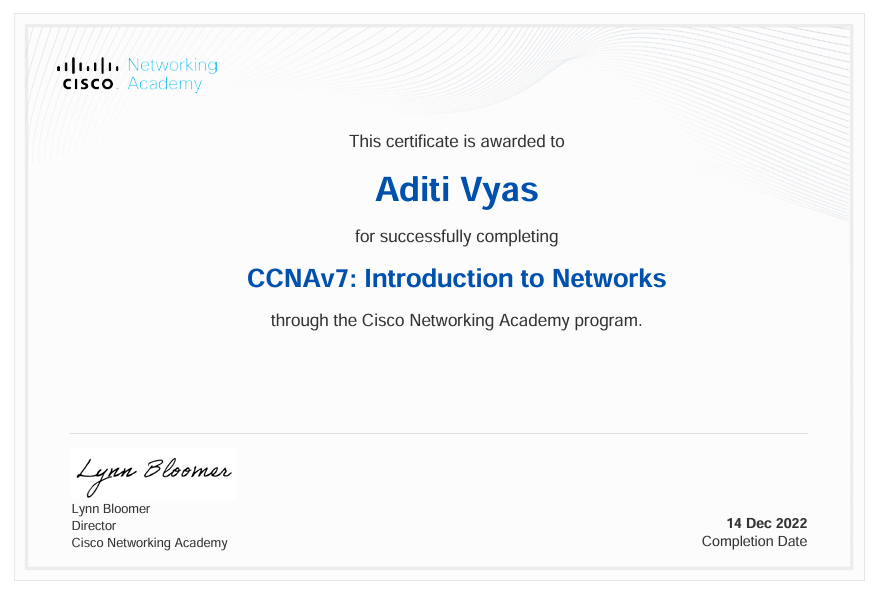 CISCO Networking Academy
This certificate is awarded to
Aditi Vyas
for successfully completing
CCNAv7: Introduction to Networks
through the Cisco Networking Academy program.
Lynn Bloomer
Lynn Bloomer
Director
Cisco Networking Academy
14 Dec 2022
Completion Date